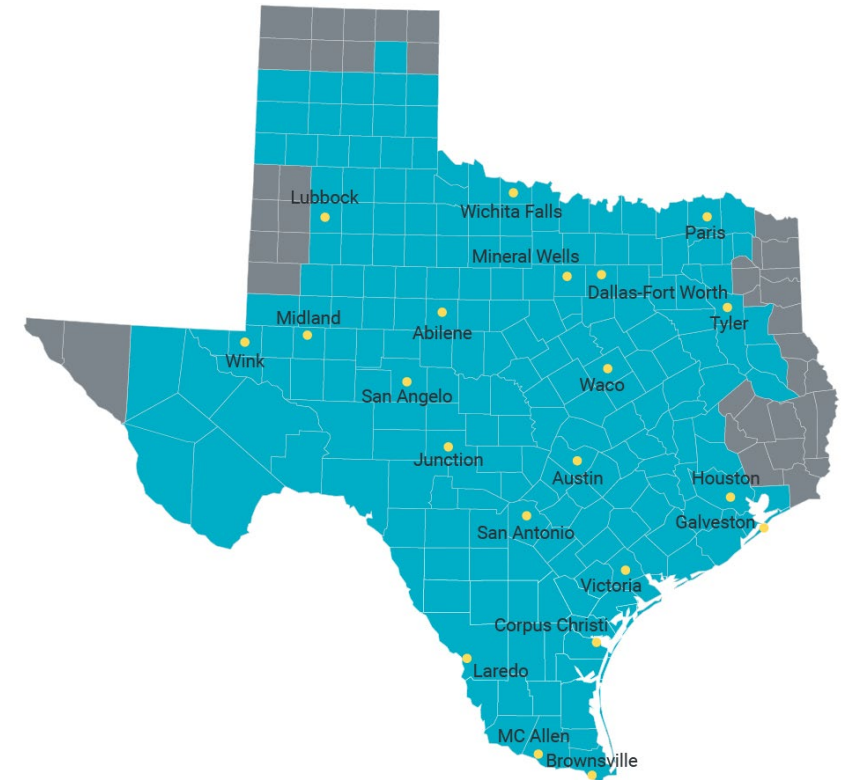 Lubbock
Wichita Falls
Paris
Mineral Wells
Dallas-Fort Worth
Midland
Abilene
Tyler
Wink
San Angelo
Waco
Junction
Austin
Houston
San Antonio
Galveston
Victoria
Corpus Christi
Laredo
MC Allen
Brownsville